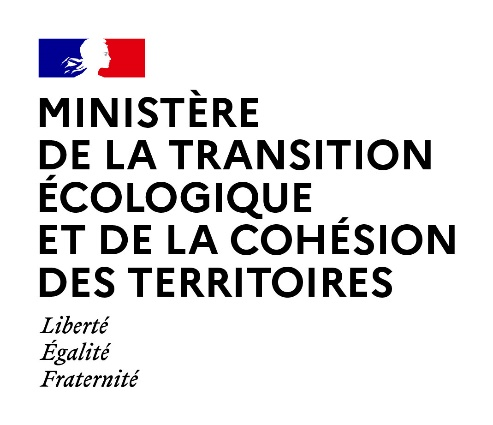 MINISTÈRE
DE LA TRANSITION
ÉCOLOGIQUE
ET DE LA COHÉSION
DES TERRITOIRES
Liberté
Égalité
Fraternité